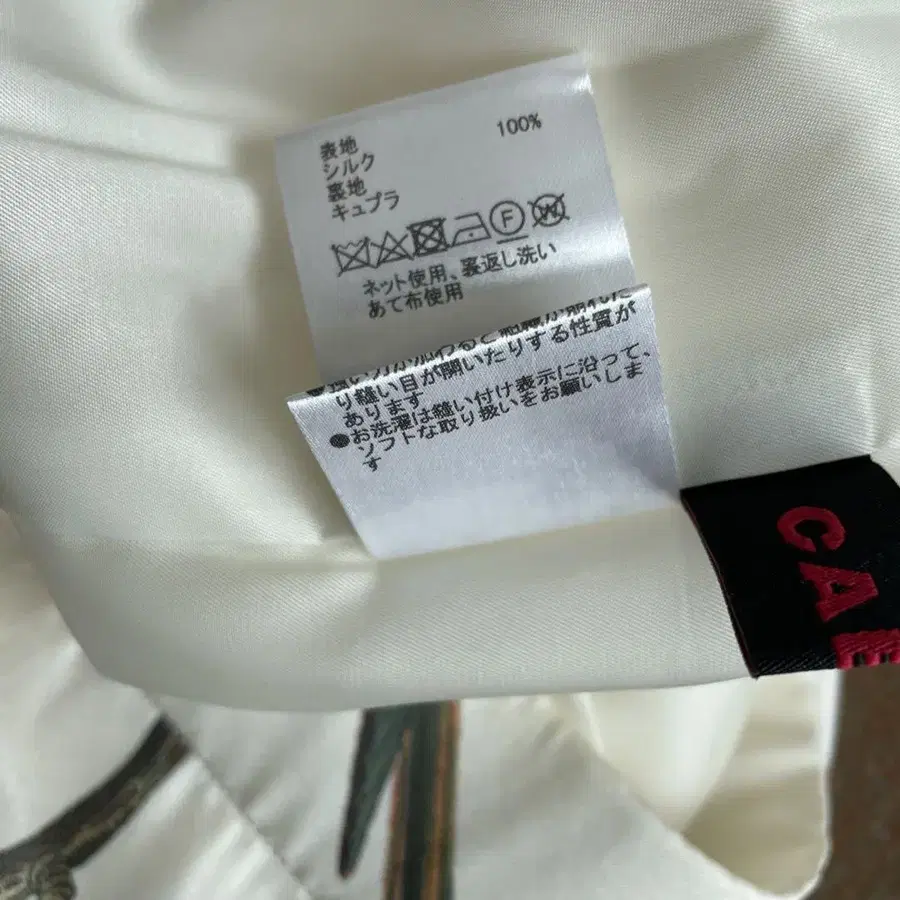 表地
シルク 100%
裏地
キュプラ
F
W
ネット使用、裏返し洗い
あて布使用
り縫い目が開いたりする性質が
あります
●お洗濯は縫い付け表示に沿って、
ソフトな取り扱いをお願いしま
す
CA